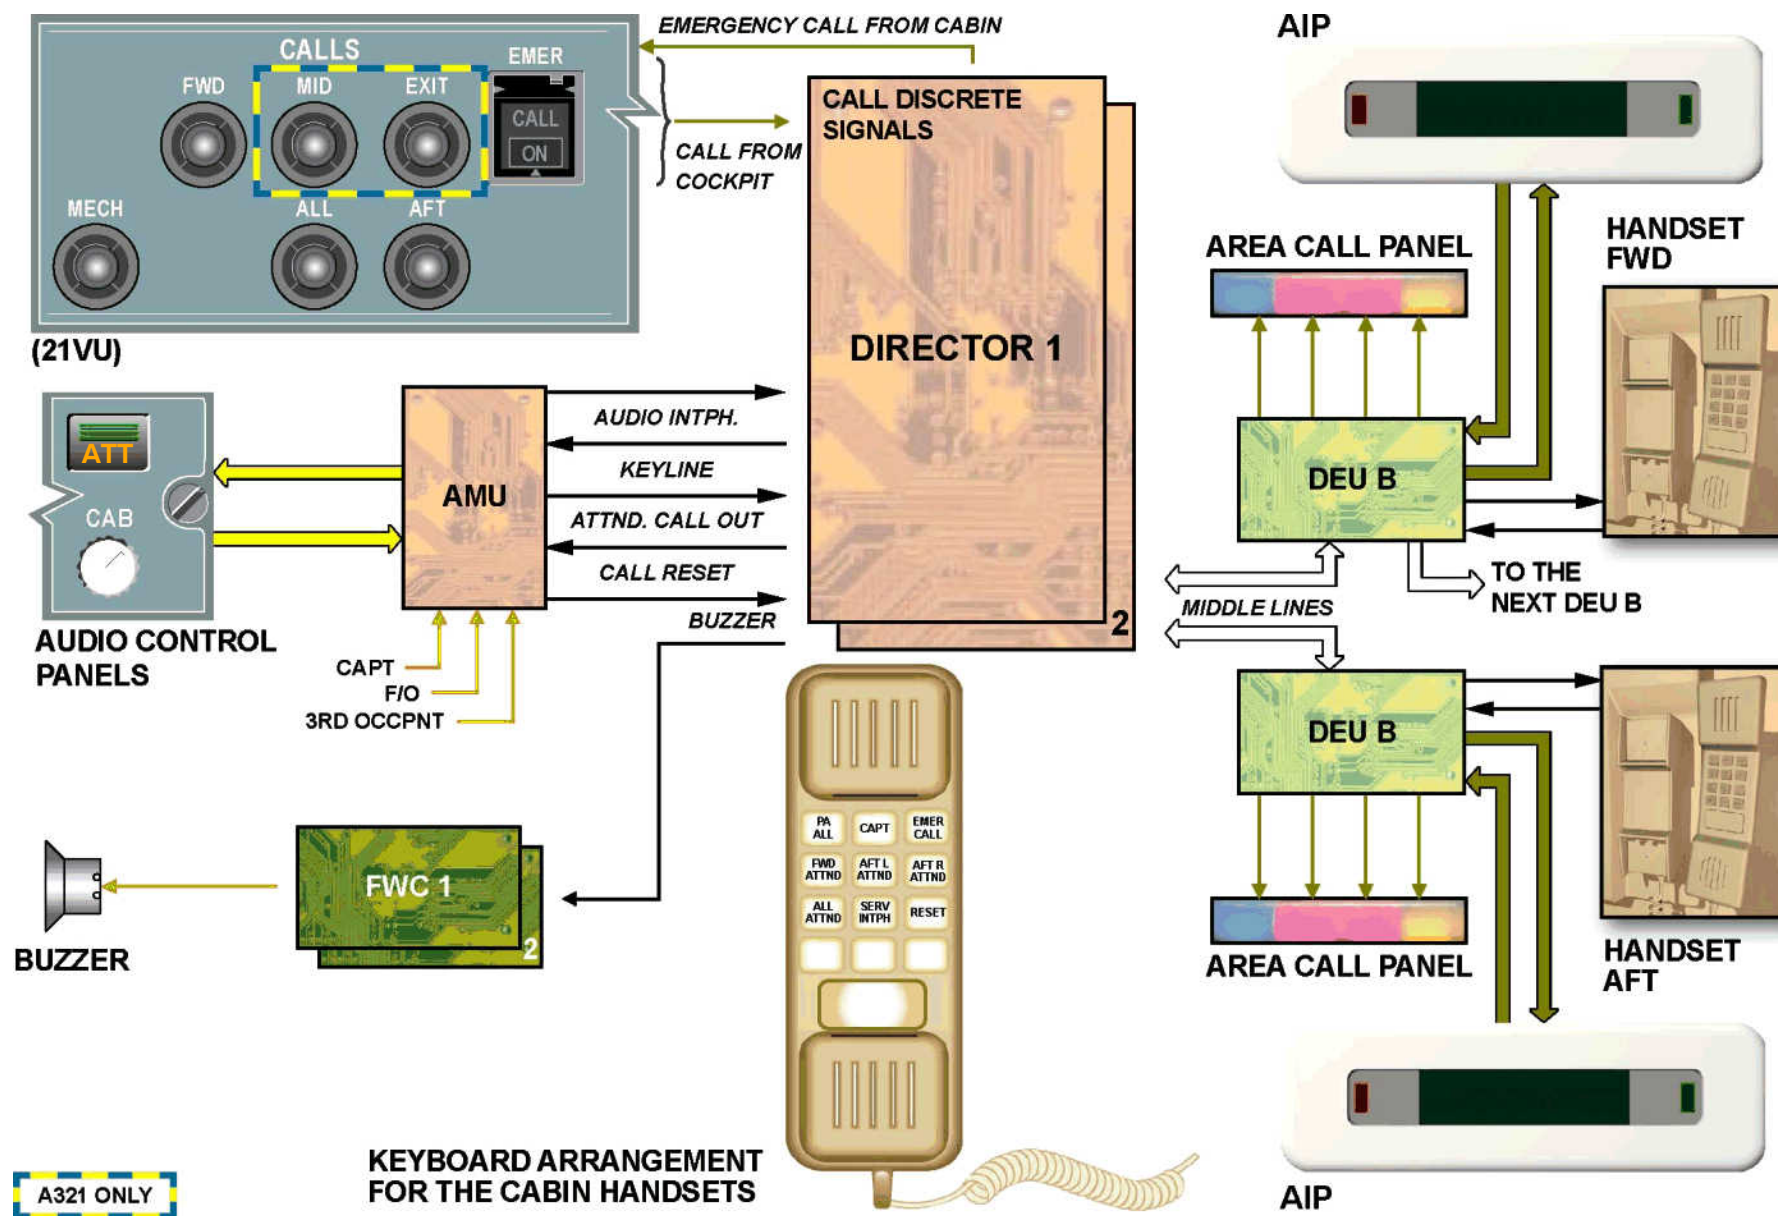 EMERGENCY CALL FROM CABIN
CALLS
EMER
FWD
MID
EXIT
CALL
ON
MECH
ALL
AFT
(21VU)
CALL FROM
COCKPIT
CALL DISCRETE
SIGNALS
DIRECTOR 1
2
AIP
AREA CALL PANEL
HANDSET
FWD
DEU B
TO THE
NEXT DEU B
MIDDLE LINES
ATT
CAB
AUDIO CONTROL
PANELS
AMU
AUDIO INTPH.
KEYLINE
ATTND. CALL OUT
CALL RESET
BUZZER
CAPT
F/O
3RD OCCPNT
DEU B
AREA CALL PANEL
HANDSET
AFT
AIP
BUZZER
FWC 1
2
PA
ALL
CAPT
EMER
CALL
FWD
ATTND
AFT L
ATTND
AFT R
ATTND
ALL
ATTND
SERV
INTPH
RESET
KEYBOARD ARRANGEMENT
FOR THE CABIN HANDSETS
A321 ONLY